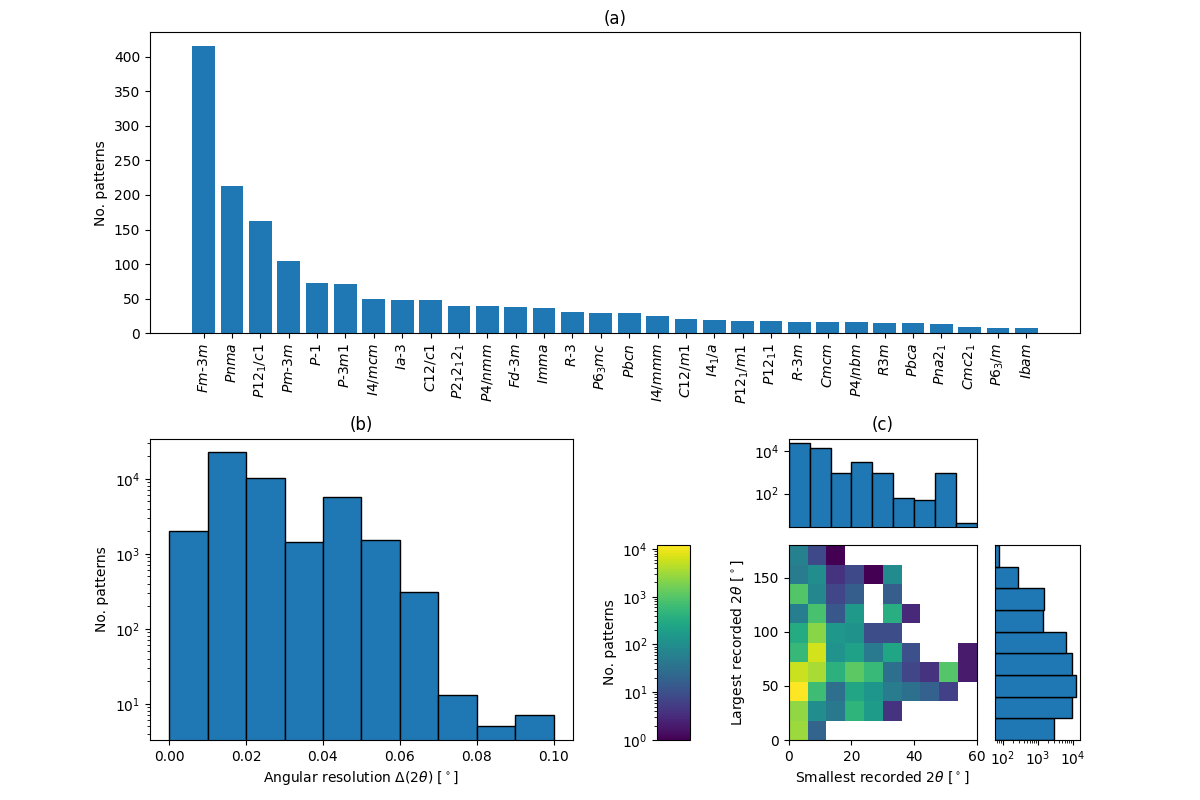 (a)
No. patterns
400
350
300
250
200
150
100
50
0
Fm-3m Pnma P12₁/c1 Pm-3m P-1 P-3m1 I4/mcm Ia-3 C12/c1 P2₁2₁2₁ P4/nmm Fd-3m Imma R-3 P6₃mc Pbcn I4/mmm C12/m1 I4₁/a P12₁/m1 P12₁1 R-3m Cmcm P4/nbm R3m Pbca Pna2₁ Cmc2₁ P6₃/m Ibam
(b)
No. patterns
10⁴
10³
10²
10¹
0.00 0.02 0.04 0.06 0.08 0.10
Angular resolution Δ(2θ) [°]
(c)
10⁴
10²
No. patterns
10⁴
10³
10²
10¹
10⁰
Largest recorded 2θ [°]
150
100
50
0
0 20 40 60
Smallest recorded 2θ [°]
10² 10³ 10⁴